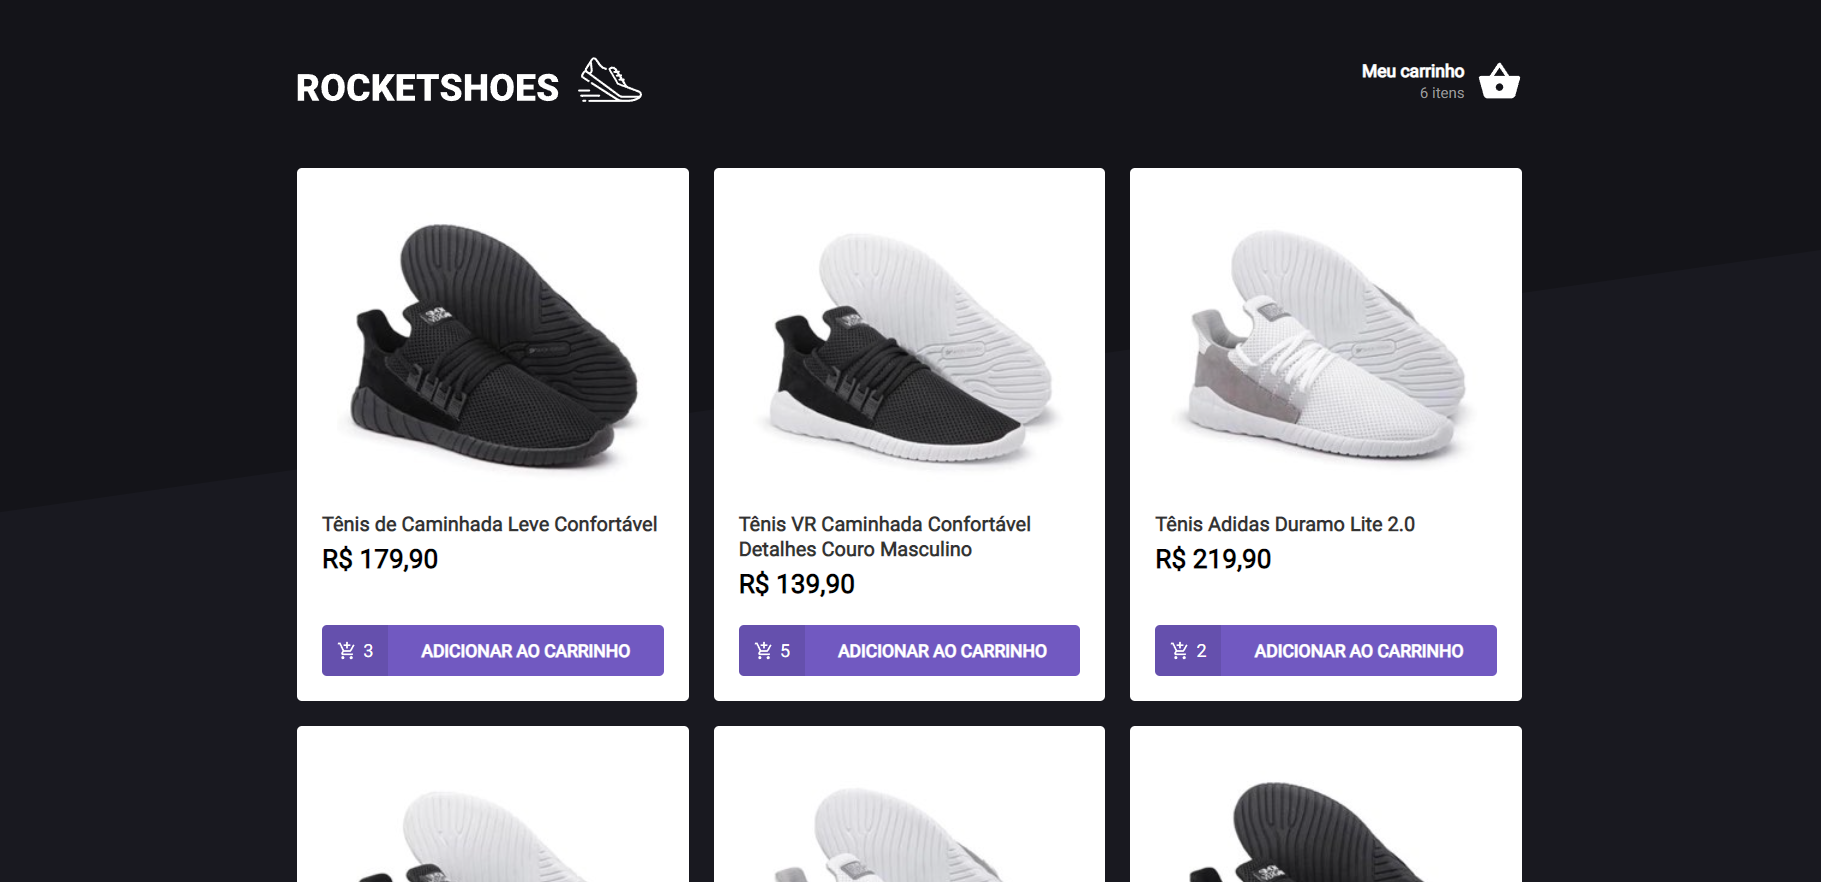 ROCKETSHOES
Meu carrinho
6 itens
Tênis de Caminhada Leve Confortável
R$ 179,90
3 ADICIONAR AO CARRINHO
Tênis VR Caminhada Confortável
Detalhes Couro Masculino
R$ 139,90
5 ADICIONAR AO CARRINHO
Tênis Adidas Duramo Lite 2.0
R$ 219,90
2 ADICIONAR AO CARRINHO